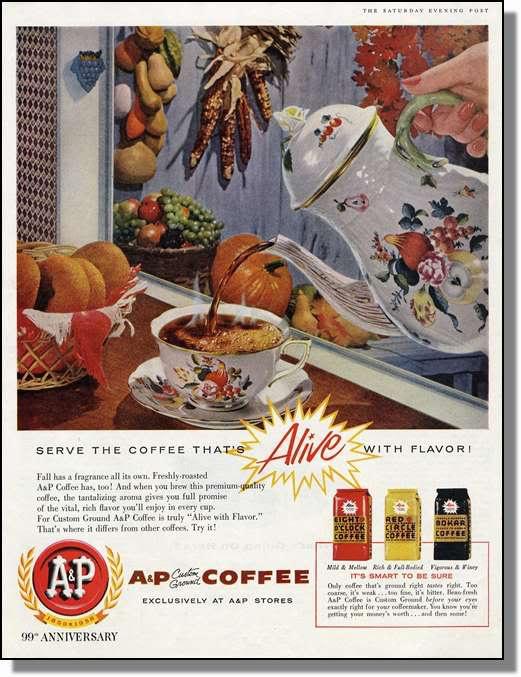 THE SATURDAY EVENING POST
SERVE THE COFFEE THAT'S Alive WITH FLAVOR!
Fall has a fragrance all its own. Freshly-roasted
A&P Coffee has, too! And when you brew this premium-quality
coffee, the tantalizing aroma gives you full promise
of the vital, rich flavor you'll enjoy in every cup.
For Custom Ground A&P Coffee is truly "Alive with Flavor."
That's where it differs from other coffees. Try it!
A&P
1859 • 1958
99th ANNIVERSARY
A&P Custom Ground COFFEE
EXCLUSIVELY AT A&P STORES
EIGHT O'CLOCK COFFEE
RED CIRCLE COFFEE
BOKAR COFFEE
Mild & Mellow Rich & Full-Bodied Vigorous & Winey
IT'S SMART TO BE SURE
Only coffee that's ground right tastes right. Too
coarse, it's weak . . . too fine, it's bitter. Bean-fresh
A&P Coffee is Custom Ground before your eyes
exactly right for your coffeemaker. You know you're
getting your money's worth . . . and then some!